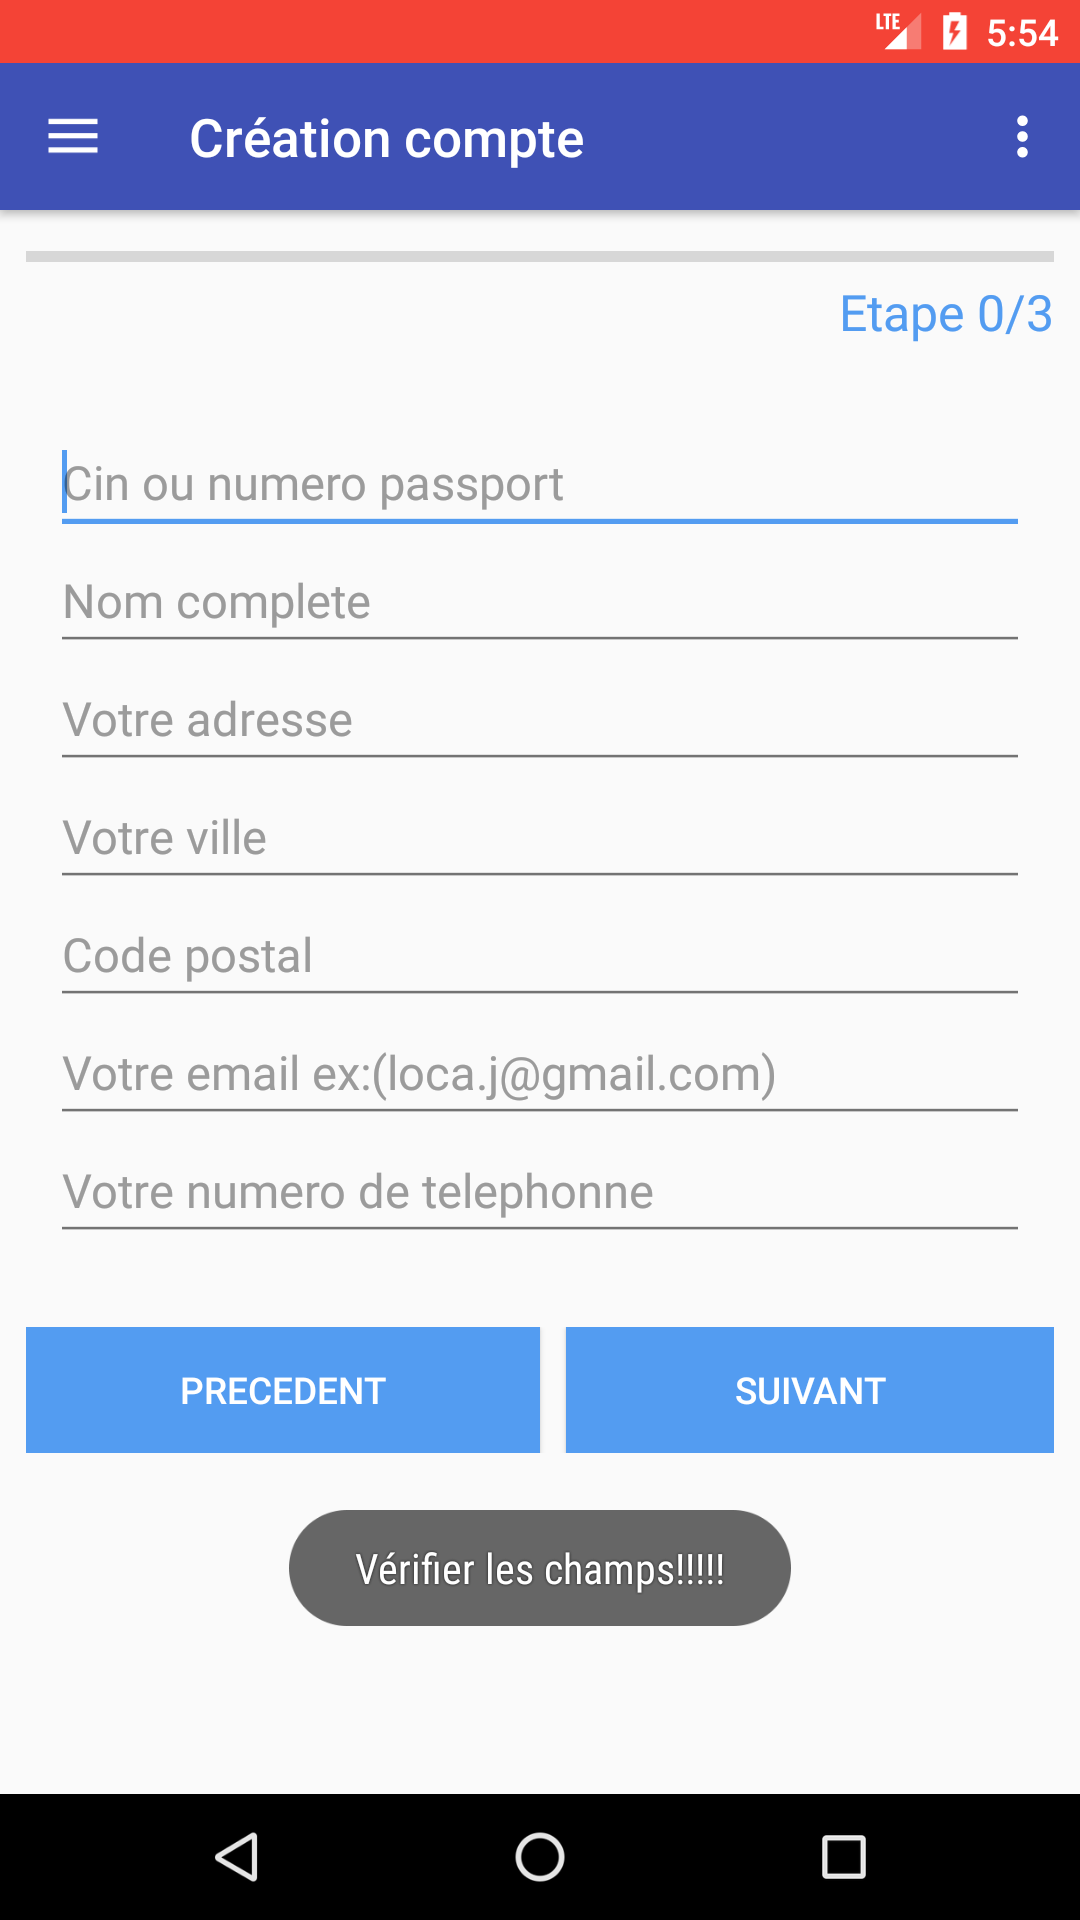 LTE 5:54
Création compte
Etape 0/3
Cin ou numero passport
Nom complete
Votre adresse
Votre ville
Code postal
Votre email ex:(loca.j@gmail.com)
Votre numero de telephonne
PRECEDENT SUIVANT
Vérifier les champs!!!!!